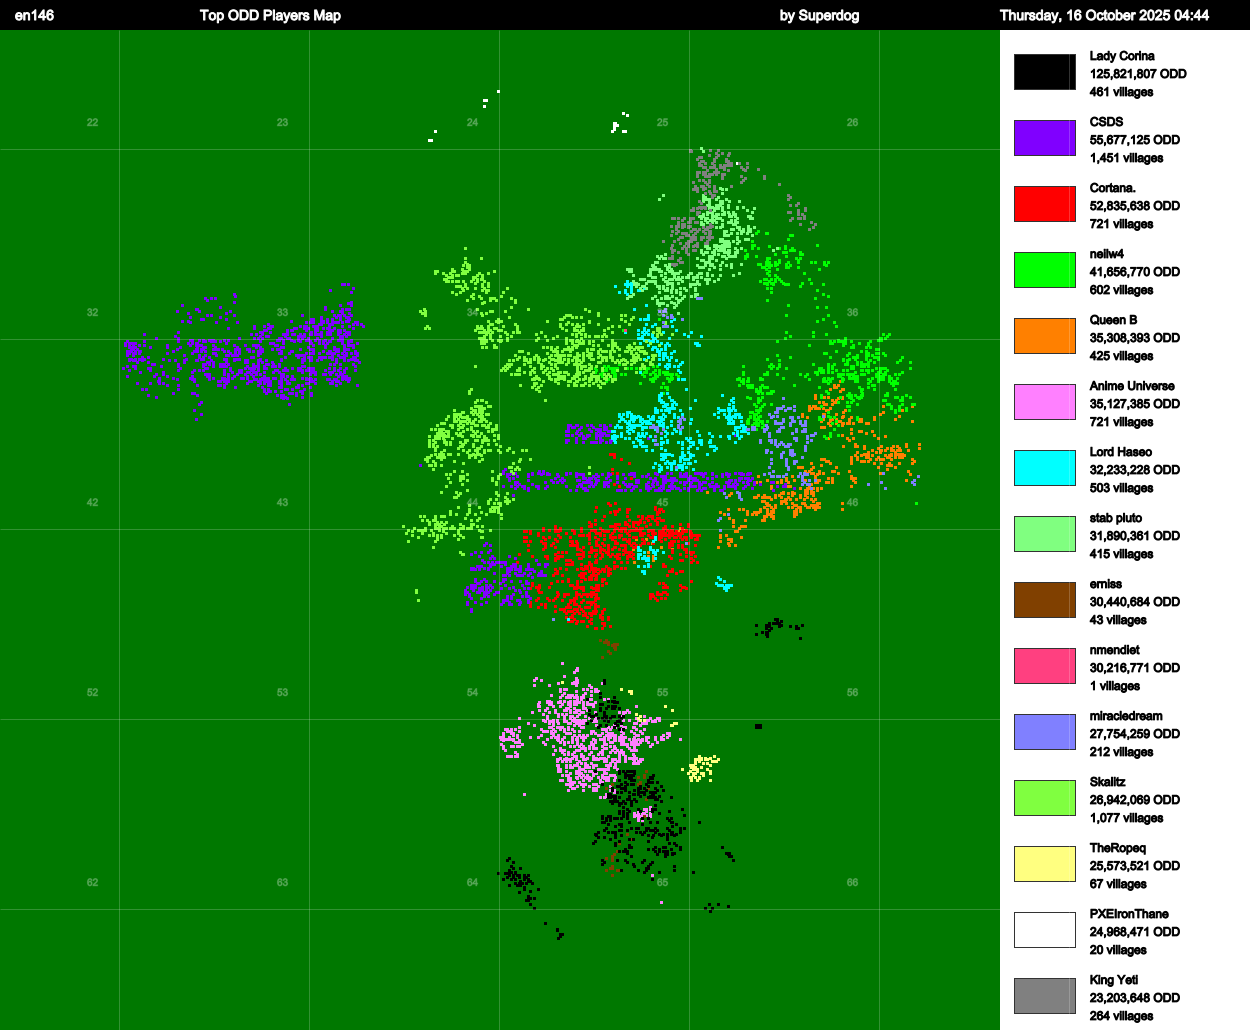 en146 Top ODD Players Map by Superdog Thursday, 16 October 2025 04:44
Lady Corina
125,821,807 ODD
461 villages
CSDS
55,677,125 ODD
1,451 villages
Cortana.
52,835,638 ODD
721 villages
neilw4
41,656,770 ODD
602 villages
Queen B
35,308,393 ODD
425 villages
Anime Universe
35,127,385 ODD
721 villages
Lord Haseo
32,233,228 ODD
503 villages
stab pluto
31,890,361 ODD
415 villages
erniss
30,440,684 ODD
43 villages
nmendiet
30,216,771 ODD
1 villages
miracledream
27,754,259 ODD
212 villages
Skalitz
26,942,069 ODD
1,077 villages
TheRopeq
25,573,521 ODD
67 villages
PXEIronThane
24,968,471 ODD
20 villages
King Yeti
23,203,648 ODD
264 villages
22 23 24 25 26
32 33 34 36
42 43 44 45 46
52 53 54 55 56
62 63 64 65 66